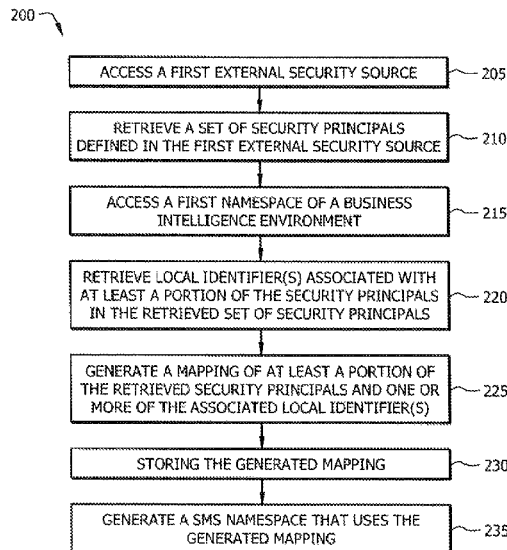 200
ACCESS A FIRST EXTERNAL SECURITY SOURCE
205
RETRIEVE A SET OF SECURITY PRINCIPALS
DEFINED IN THE FIRST EXTERNAL SECURITY SOURCE
210
ACCESS A FIRST NAMESPACE OF A BUSINESS
INTELLIGENCE ENVIRONMENT
215
RETRIEVE LOCAL IDENTIFIER(S) ASSOCIATED WITH
AT LEAST A PORTION OF THE SECURITY PRINCIPALS
IN THE RETRIEVED SET OF SECURITY PRINCIPALS
220
GENERATE A MAPPING OF AT LEAST A PORTION OF
THE RETRIEVED SECURITY PRINCIPALS AND ONE OR
MORE OF THE ASSOCIATED LOCAL IDENTIFIER(S)
225
STORING THE GENERATED MAPPING
230
GENERATE A SMS NAMESPACE THAT USES THE
GENERATED MAPPING
235